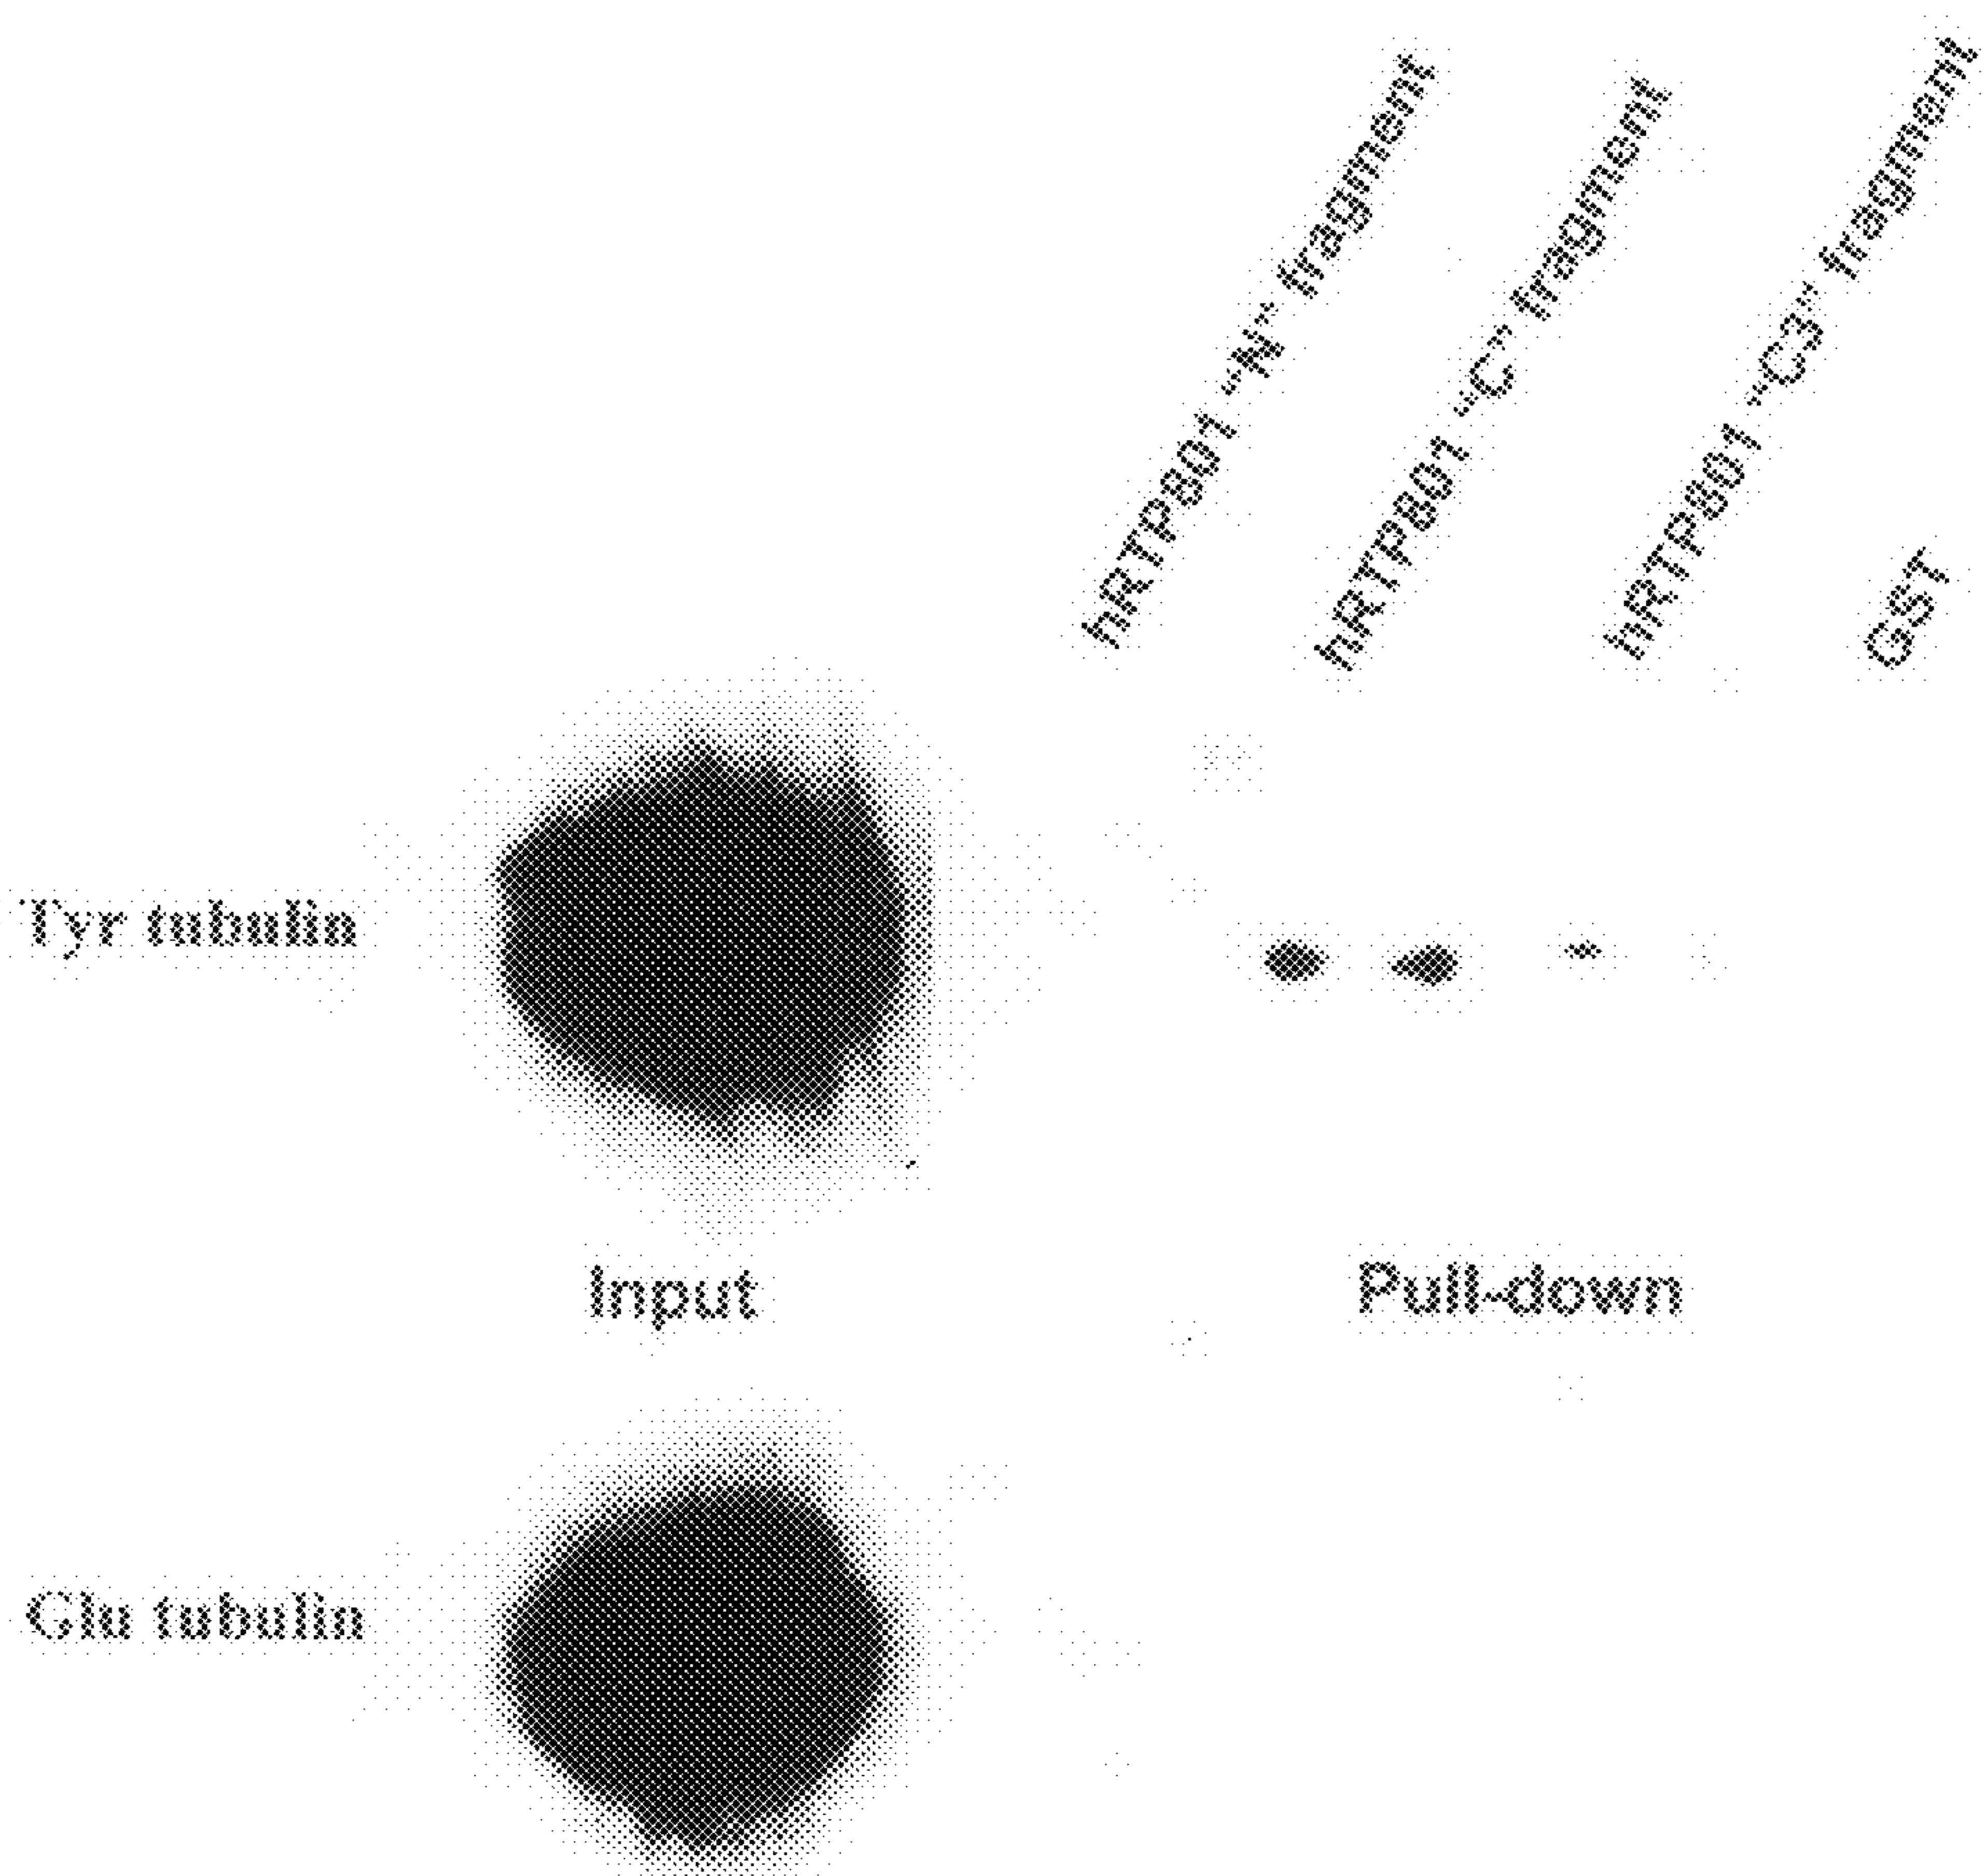 hRTP801 "N" fragment
hRTP801 "C" fragment
hRTP801 "C3" fragment
GST
Tyr tubulin
Input
Pull-down
Glu tubulin